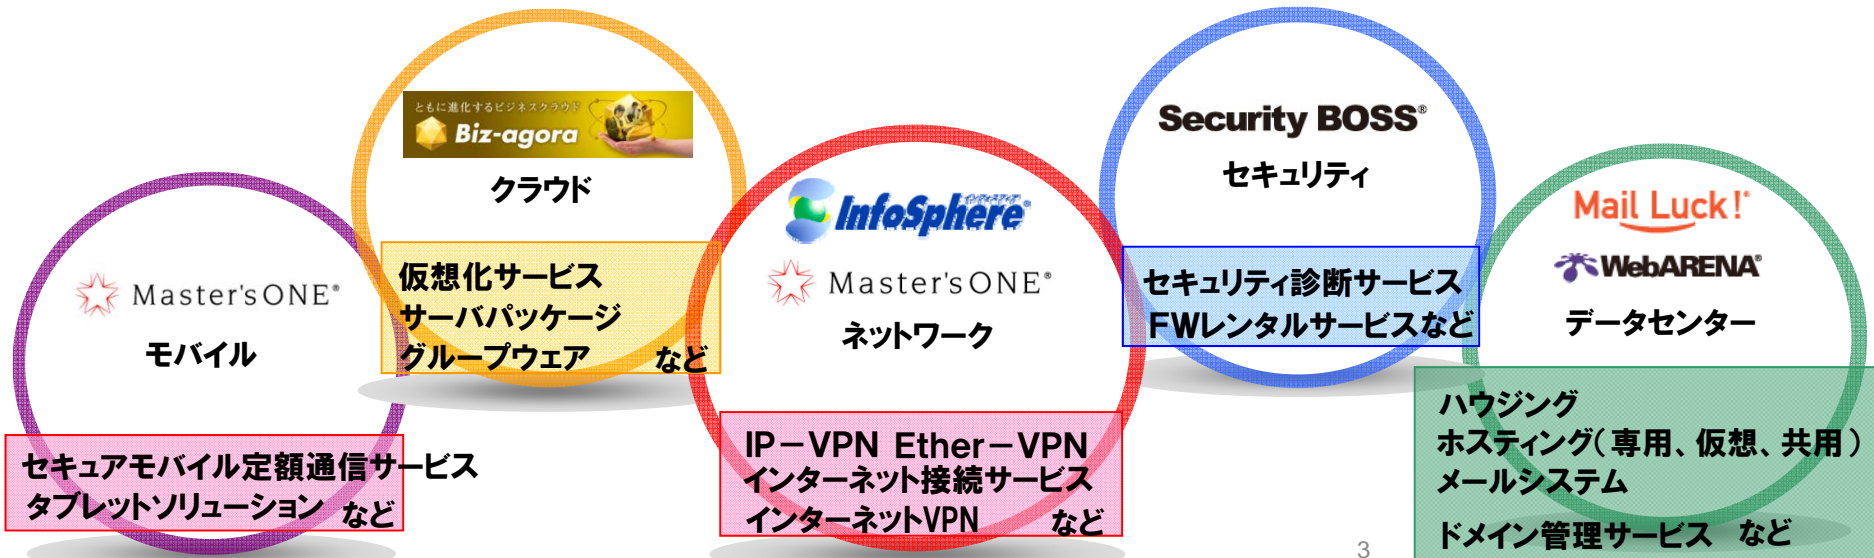 Master'sONE®
モバイル
セキュアモバイル定額通信サービス
タブレットソリューション など
ともに進化するビジネスクラウド
Biz-agora
クラウド
仮想化サービス
サーバパッケージ
グループウェア など
インフォスフィア
InfoSphere®
Master'sONE®
ネットワーク
IP－VPN Ether－VPN
インターネット接続サービス
インターネットVPN など
Security BOSS®
セキュリティ
セキュリティ診断サービス
FWレンタルサービスなど
Mail Luck!®
WebARENA®
データセンター
ハウジング
ホスティング（専用、仮想、共用）
メールシステム
ドメイン管理サービス など
3